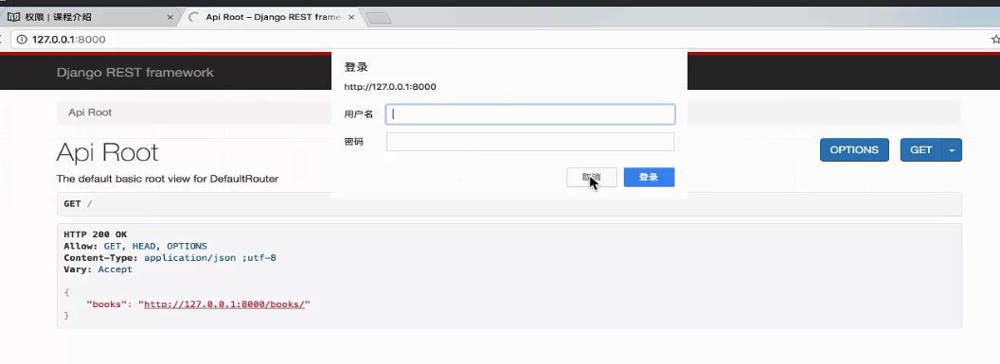 权限 | 课程介绍
Api Root – Django REST frame
127.0.0.1:8000
Django REST framework
登录
http://127.0.0.1:8000
用户名
密码
取消
登录
Api Root
Api Root
OPTIONS
GET
The default basic root view for DefaultRouter
GET /
HTTP 200 OK
Allow: GET, HEAD, OPTIONS
Content-Type: application/json ;utf-8
Vary: Accept
{
"books": "http://127.0.0.1:8000/books/"
}